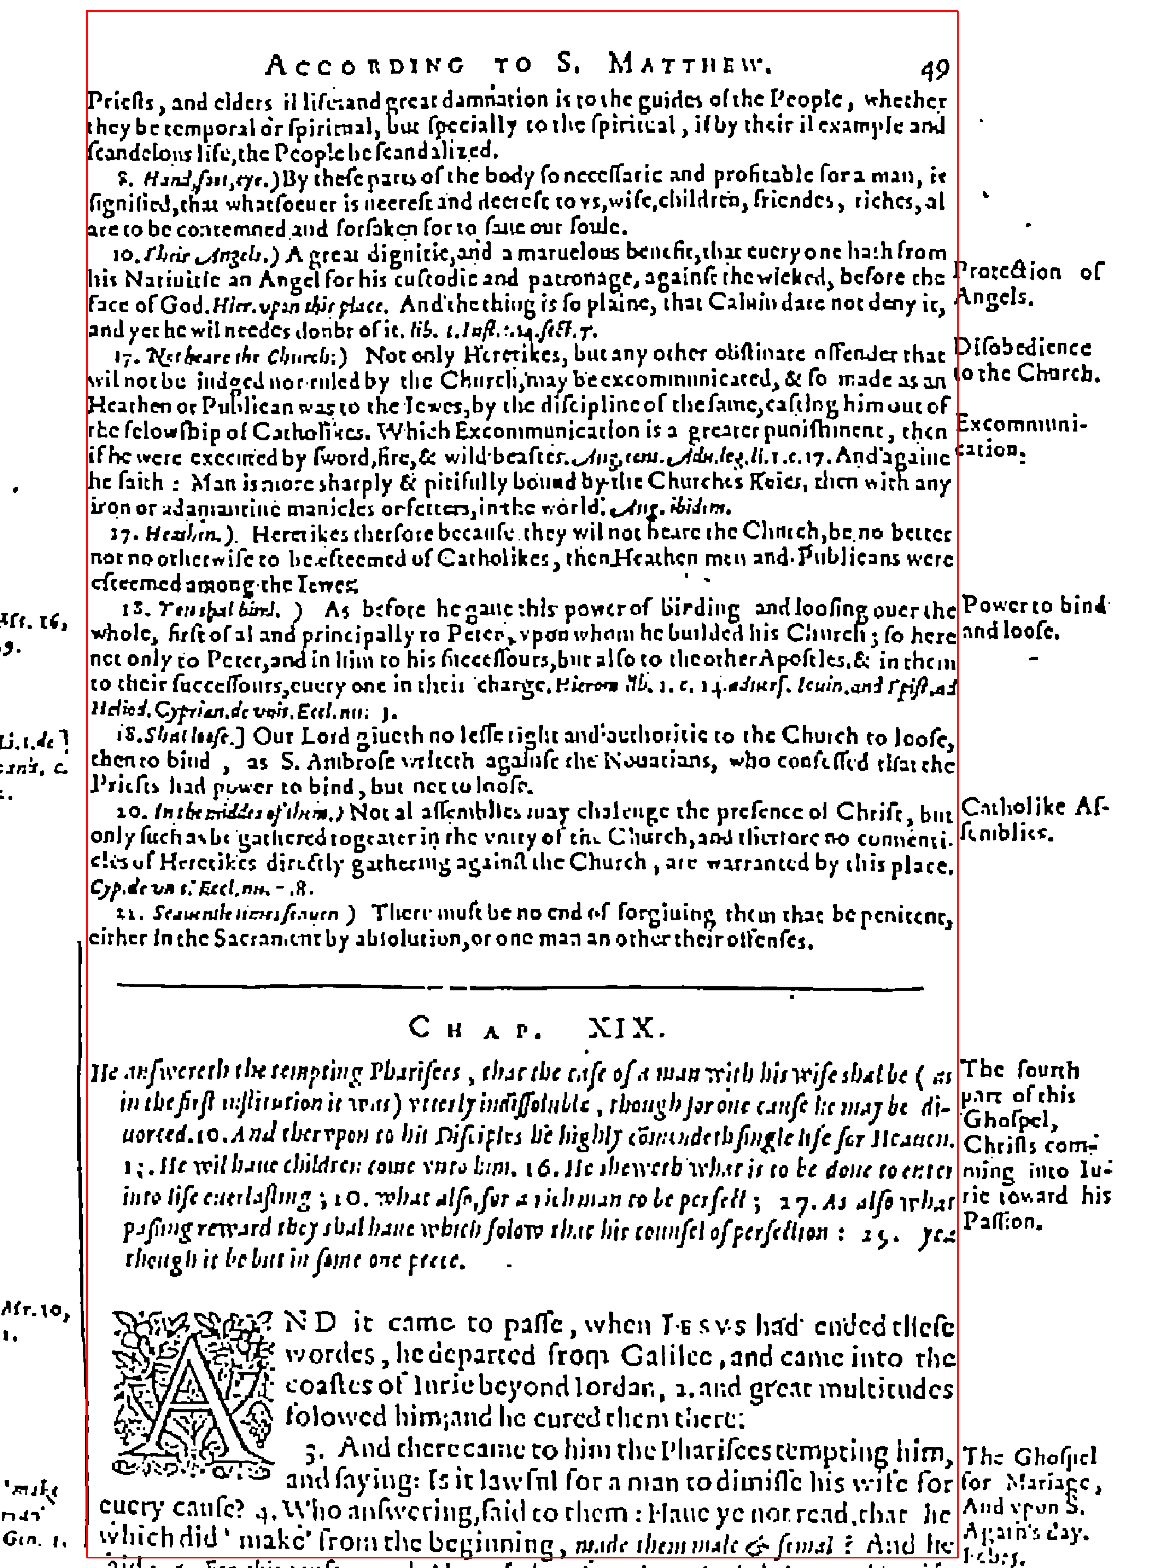 ACCORDING TO S. MATTHEW. 49
Priеſts, and elders il life: and great damnation is to the guides of the People, whether
they be temporal or ſpiritual, but ſpecially to the ſpiritual, if by their il example and
ſcandelous life, the People be ſcandalized.
8. Hand, foot, eye.) By theſe parts of the body ſo neceſſarie and profitable for a man, is
ſignified, that whatſoeuer is neereſt and deereſt to vs, wife, children, friendes, riches, al
are to be contemned and forſaken for to ſaue our ſoule.
10. Their Angels.) A great dignitie, and a maruelous benefit, that euery one hath from
his Natiuitie an Angel for his cuſtodie and patronage, againſt the wicked, before the
face of God. Hier. vpon this place. And the thing is ſo plaine, that Caluin dare not deny it,
and yet he wil needes doubt of it. lib. 1. Inſt. 14. ſect. 7.
Protection of
Angels.
17. Not heare the Church:) Not only Heretikes, but any other obſtinate offender that
wil not be iudged nor ruled by the Church, may be excommunicated, & ſo made as an
Heathen or Publican was to the Iewes, by the diſcipline of the ſame, caſting him out of
the felowſhip of Catholikes. Which Excommunication is a greater puniſhment, then
if he were executed by ſword, fire, & wild beaſtes. Aug. cont. Adu. leg. li. 1. c. 17. And againe
he ſaith: Man is more sharply & pitifully bound by the Churches Keies, then with any
iron or adamantine manicles or fetters, in the world. Aug. ibidem.
Diſobedience
to the Church.
Excommuni-
cation.
17. Heathen.) Heretikes therfore becauſe they wil not heare the Church, be no better
nor no otherwiſe to be eſteemed of Catholikes, then Heathen men and Publicans were
eſteemed among the Iewes.
18. You shal bind.) As before he gaue this power of binding and looſing ouer the
whole, firſt of al and principally to Peter, vpon whom he builded his Church; ſo here
not only to Peter, and in him to his ſucceſſours, but alſo to the other Apoſtles, & in them
to their ſucceſſours, euery one in their charge. Hierom. lib. 1. c. 14. aduerſ. Iouin. and Epiſt. ad
Heliod. Cyprian. de vnit. Eccl. nu. 3.
Power to bind
and looſe.
18. Shal looſe.] Our Lord giueth no leſſe right and authoritie to the Church to looſe,
then to bind, as S. Ambroſe writeth againſt the Nouatians, who confeſſed that the
Prieſts had power to bind, but not to looſe.
20. In the middes of them.) Not al aſſemblies may chalenge the preſence of Chriſt, but
only ſuch as be gathered togeater in the vnity of the Church, and therfore no conuenti-
cles of Heretikes directly gathering againſt the Church, are warranted by this place.
Cyp. de Eccl. nu. 8.
Catholike Aſ-
ſemblies.
22. Seauentie times ſeauen) There muſt be no end of forgiuing them that be penitent,
either in the Sacrament by abſolution, or one man an other their offenſes.
CHAP. XIX.
He anſwereth the tempting Phariſees, that the caſe of a man with his wife shal be (as
in the firſt inſtitution it was) vtterly indiſſoluble, though for one cauſe he may be di-
uorced. 10. And thervpon to his Diſciples he highly cõmendeth ſingle life for Heauen.
13. He wil haue children come vnto him. 16. He sheweth what is to be done to enter
into life euerlaſting; 20. what alſo, for a rich man to be perfect; 27. As alſo what
paſſing reward they shal haue which folow that his counſel of perfection: 29. yea
though it be but in ſome one peece.
The fourth
part of this
Ghoſpel,
Chriſts com-
ming into Iu-
rie toward his
Paſſion.
AND it came to paſſe, when IESVS had ended theſe
wordes, he departed from Galilee, and came into the
coaſtes of Iurie beyond Iordan, 2. and great multitudes
folowed him; and he cured them there.
3. And there came to him the Phariſees tempting him,
and ſaying: Is it lawful for a man to dimiſſe his wife for
euery cauſe? 4. Who anſwering, ſaid to them: Haue ye not read, that he
which did ' make' from the beginning, made them male & femal? And he
The Ghoſpel
for Mariage,
And vpon S.
Mr. 10,
1.
'make
man'
Gen. 1.